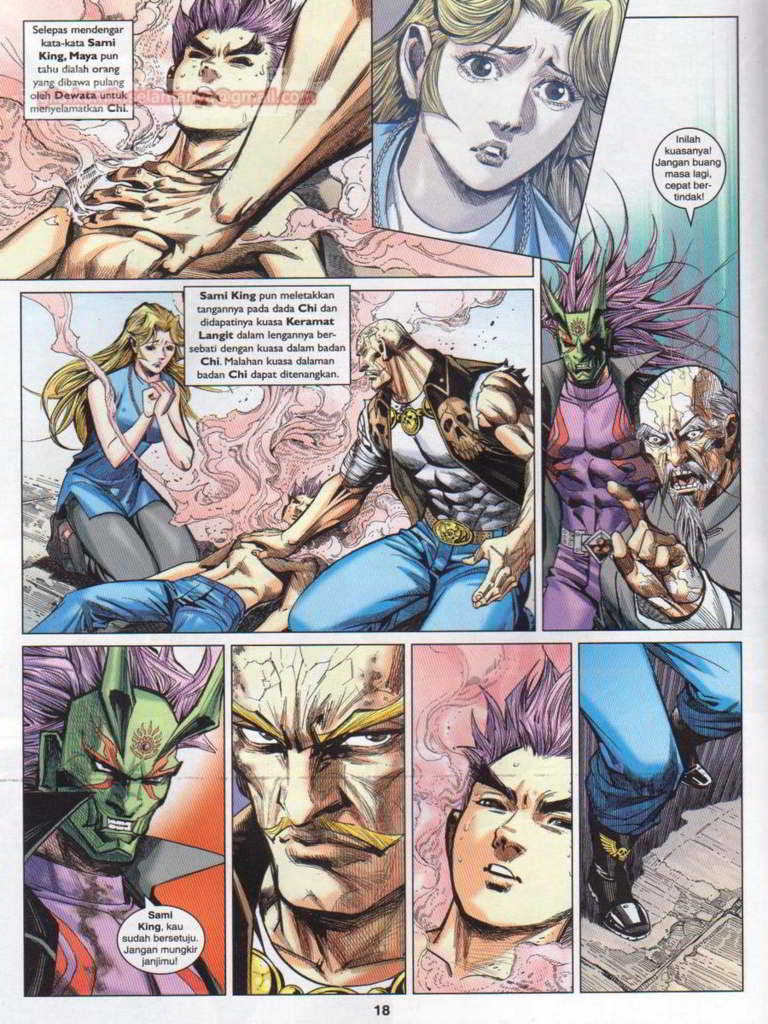 Selepas mendengar
kata-kata Sami
King, Maya pun
tahu dialah orang
yang dibawa pulang
oleh Dewata untuk
menyelamatkan Chi.
Inilah
kuasanya!
Jangan buang
masa lagi,
cepat ber-
tindak!
Sami King pun meletakkan
tangannya pada dada Chi dan
didapatinya kuasa Keramat
Langit dalam lengannya ber-
sebati dengan kuasa dalam badan
Chi. Malahan kuasa dalaman
badan Chi dapat ditenangkan.
Sami
King, kau
sudah bersetuju.
Jangan mungkir
janjimu!
18